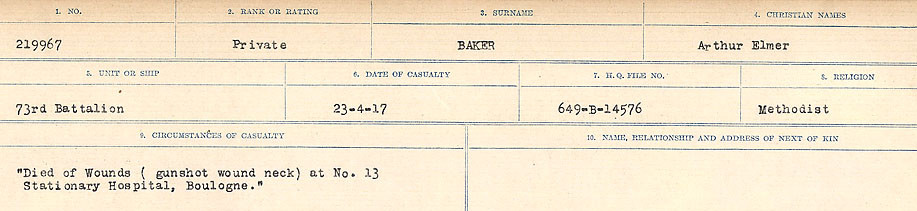 1. NO. 2. RANK OR RATING 3. SURNAME 4. CHRISTIAN NAMES
219967 Private BAKER Arthur Elmer
5. UNIT OR SHIP 6. DATE OF CASUALTY 7. H.Q. FILE NO. 8. RELIGION
73rd Battalion 23-4-17 649-B-14576 Methodist
9. CIRCUMSTANCES OF CASUALTY 10. NAME, RELATIONSHIP AND ADDRESS OF NEXT OF KIN
"Died of Wounds ( gunshot wound neck) at No. 13
Stationary Hospital, Boulogne."